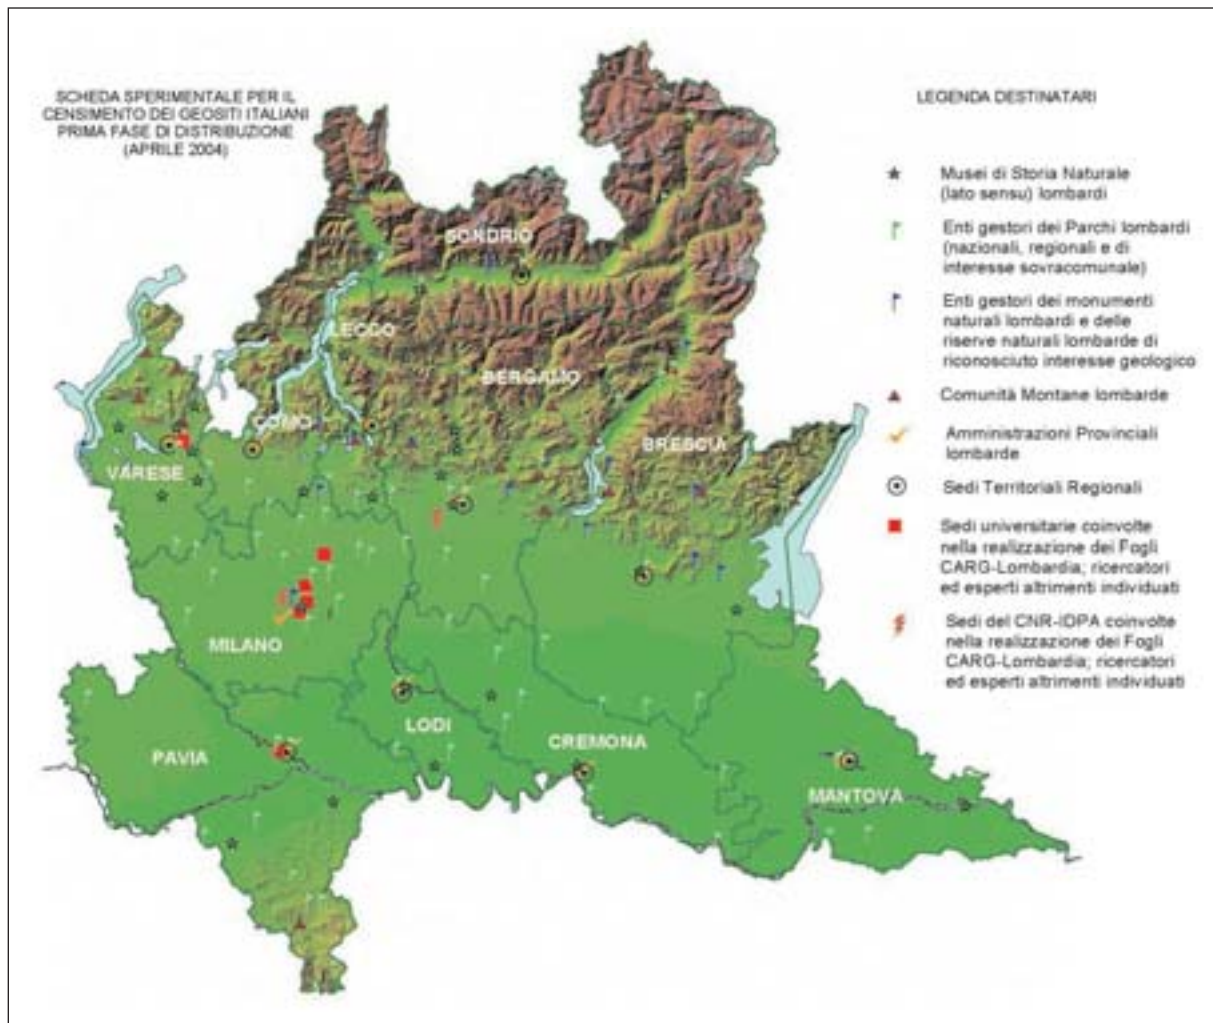 SCHEDA SPERIMENTALE PER IL
CENSIMENTO DEI GEOSITI ITALIANI
PRIMA FASE DI DISTRIBUZIONE
(APRILE 2004)
LEGENDA DESTINATARI
Musei di Storia Naturale
(lato sensu) lombardi
Enti gestori dei Parchi lombardi
(nazionali, regionali e di
interesse sovracomunale)
Enti gestori dei monumenti
naturali lombardi e delle
riserve naturali lombarde di
riconosciuto interesse geologico
Comunità Montane lombarde
Amministrazioni Provinciali
lombarde
Sedi Territoriali Regionali
Sedi universitarie coinvolte
nella realizzazione dei Fogli
CARG-Lombardia; ricercatori
ed esperti altrimenti individuati
Sedi del CNR-IDPA coinvolte
nella realizzazione dei Fogli
CARG-Lombardia; ricercatori
ed esperti altrimenti individuati
SONDRIO
LECCO
BERGAMO
COMO
BRESCIA
VARESE
MILANO
LODI
PAVIA
CREMONA
MANTOVA